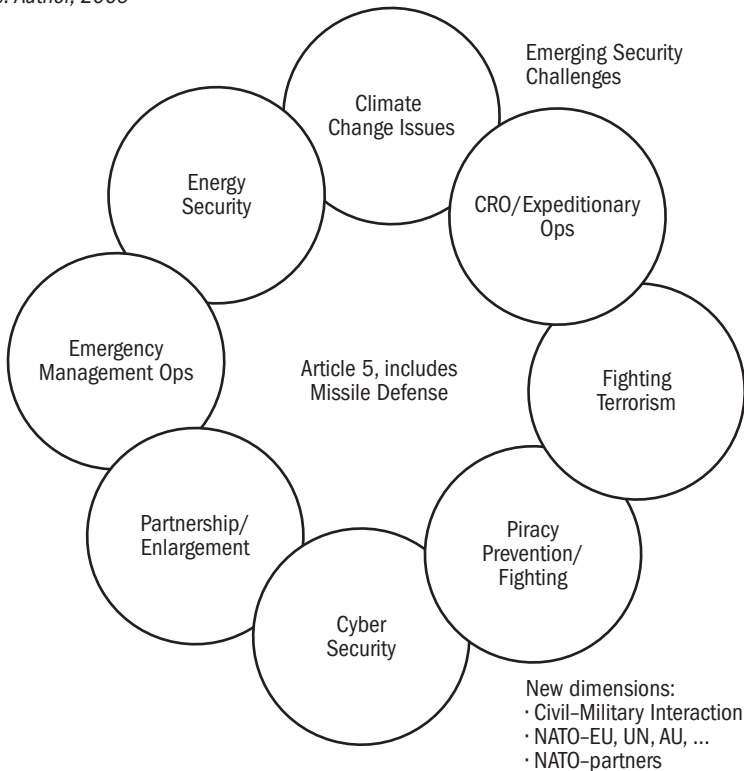 Author, 2009
Emerging Security
Challenges
Climate
Change Issues
Energy
Security
CRO/Expeditionary
Ops
Emergency
Management Ops
Article 5, includes
Missile Defense
Fighting
Terrorism
Partnership/
Enlargement
Piracy
Prevention/
Fighting
Cyber
Security
New dimensions:
· Civil–Military Interaction
· NATO–EU, UN, AU, ...
· NATO–partners